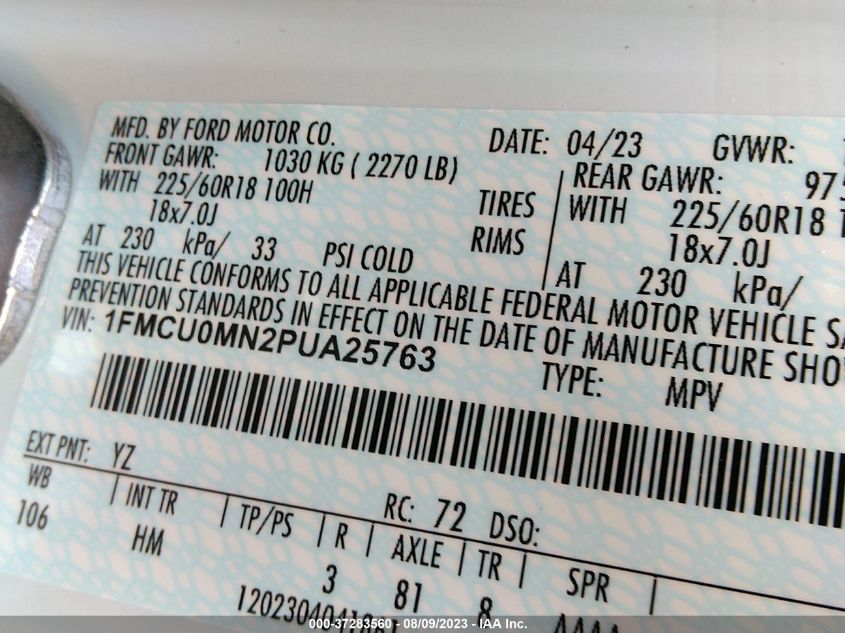 MFD. BY FORD MOTOR CO.
DATE: 04/23
GVWR:
FRONT GAWR: 1030 KG ( 2270 LB)
REAR GAWR:
WITH 225/60R18 100H TIRES
WITH 225/60R18
18x7.0J RIMS
18x7.0J
AT 230 kPa/ 33 PSI COLD
AT 230 kPa/
THIS VEHICLE CONFORMS TO ALL APPLICABLE FEDERAL MOTOR VEHICLE
PREVENTION STANDARDS IN EFFECT ON THE DATE OF MANUFACTURE
VIN: 1FMCU0MN2PUA25763
TYPE: MPV
EXT PNT: YZ
RC: 72 DSO:
WB INT TR TP/PS R AXLE TR SPR
106 HM 3 81 8
000-37283560 - 08/09/2023 - IAA Inc.